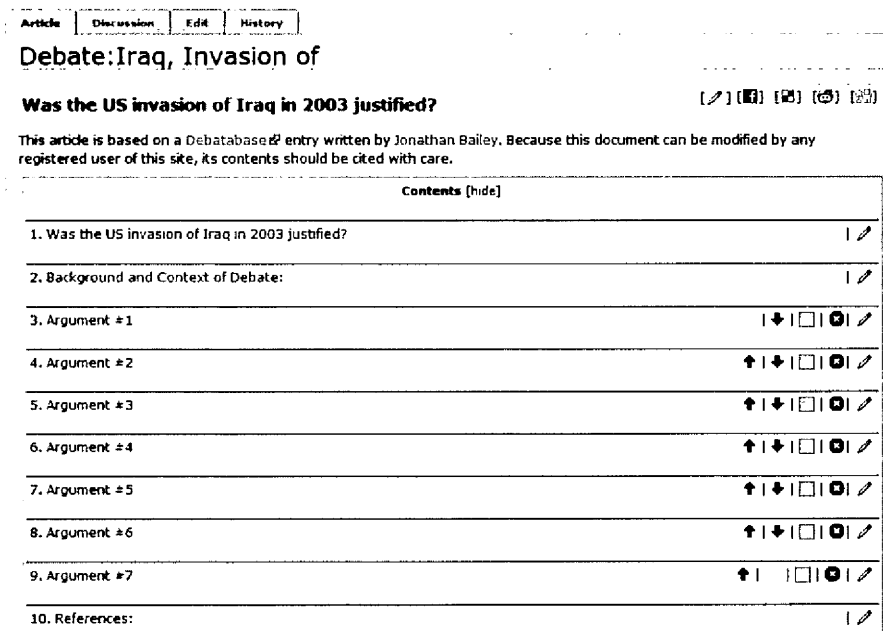 Article Discussion Edit History
Debate:Iraq, Invasion of
Was the US invasion of Iraq in 2003 justified?
This article is based on a Debatabase entry written by Jonathan Bailey. Because this document can be modified by any
registered user of this site, its contents should be cited with care.
Contents [hide]
1. Was the US invasion of Iraq in 2003 justified?
2. Background and Context of Debate:
3. Argument #1
4. Argument #2
5. Argument #3
6. Argument #4
7. Argument #5
8. Argument #6
9. Argument #7
10. References: